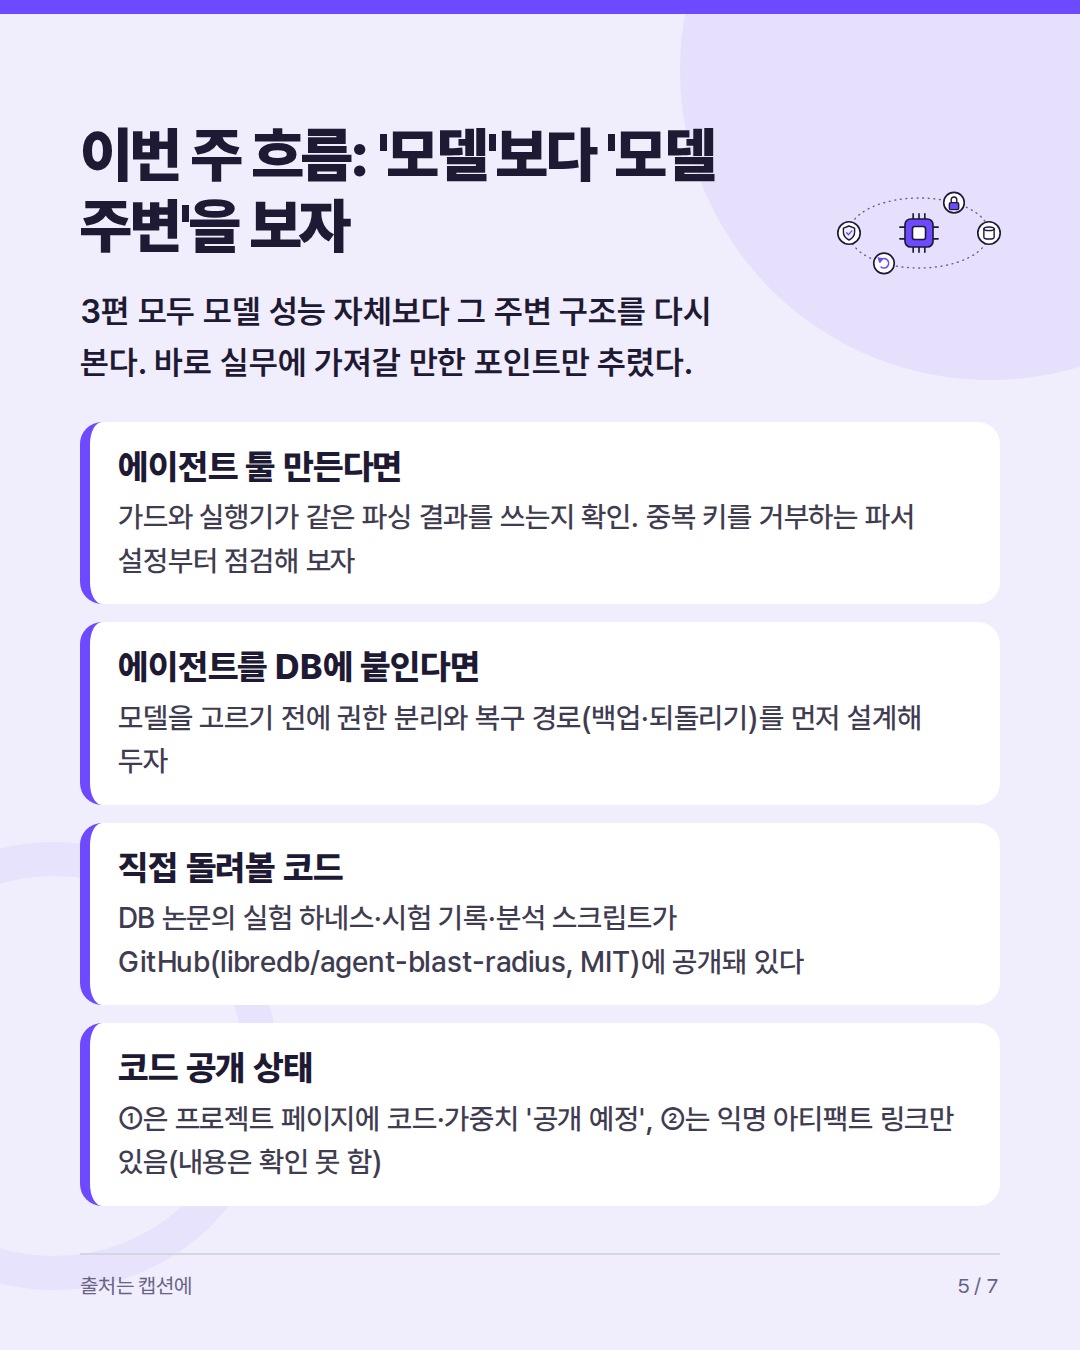 이번 주 흐름: '모델'보다 '모델
주변'을 보자
3편 모두 모델 성능 자체보다 그 주변 구조를 다시
본다. 바로 실무에 가져갈 만한 포인트만 추렸다.
에이전트 툴 만든다면
가드와 실행기가 같은 파싱 결과를 쓰는지 확인. 중복 키를 거부하는 파서
설정부터 점검해 보자
에이전트를 DB에 붙인다면
모델을 고르기 전에 권한 분리와 복구 경로(백업·되돌리기)를 먼저 설계해
두자
직접 돌려볼 코드
DB 논문의 실험 하네스·시험 기록·분석 스크립트가
GitHub(libredb/agent-blast-radius, MIT)에 공개돼 있다
코드 공개 상태
①은 프로젝트 페이지에 코드·가중치 '공개 예정', ②는 익명 아티팩트 링크만
있음(내용은 확인 못 함)
출처는 캡션에
5 / 7